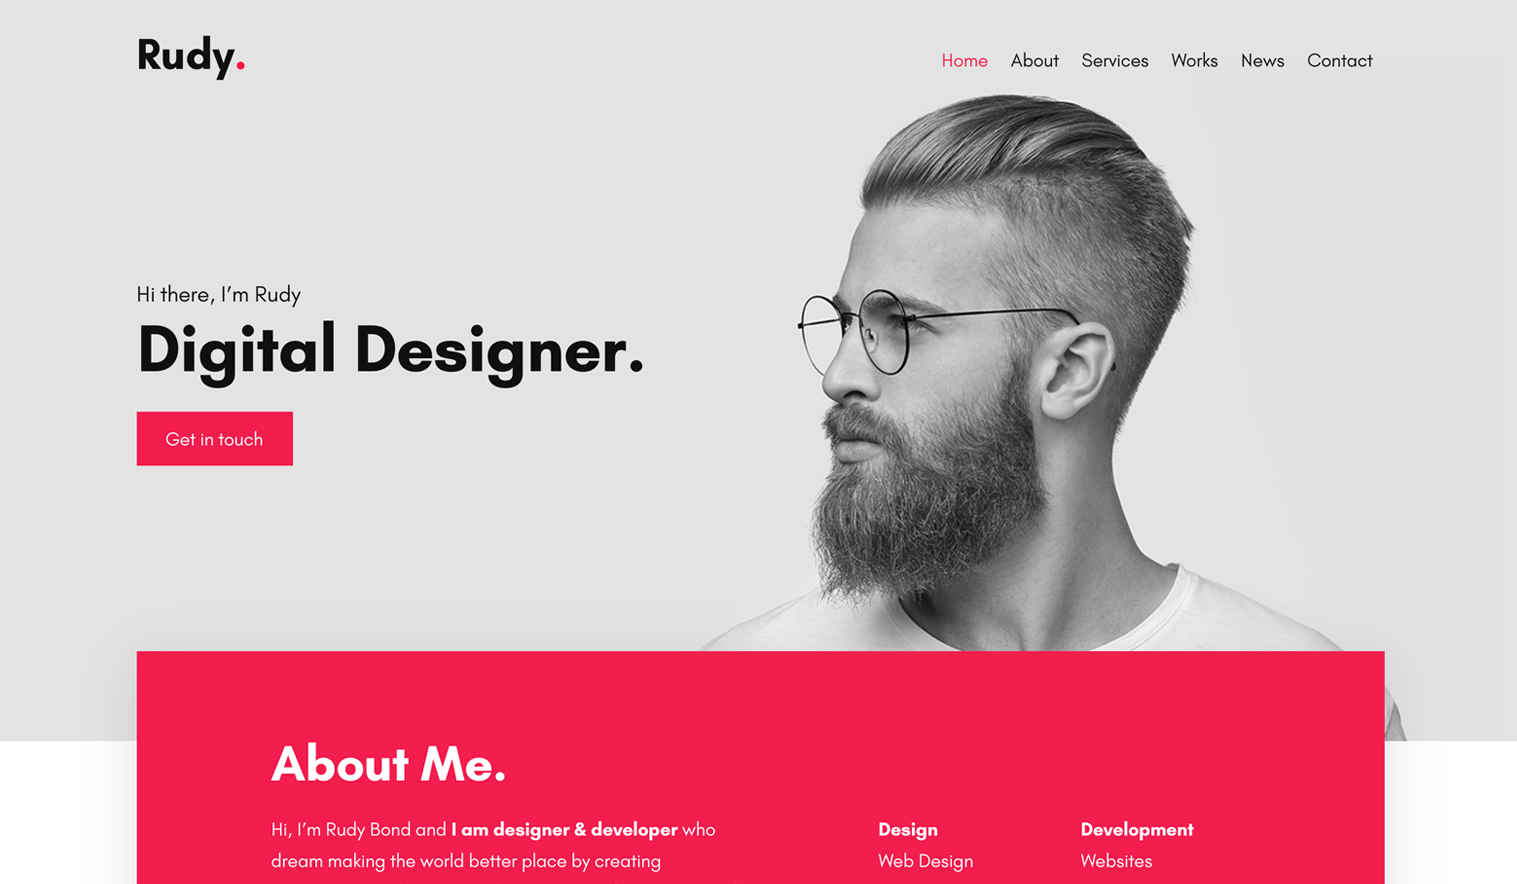 Rudy.
Home About Services Works News Contact
Hi there, I’m Rudy
Digital Designer.
Get in touch
About Me.
Hi, I’m Rudy Bond and I am designer & developer who
dream making the world better place by creating
Design
Web Design
Development
Websites